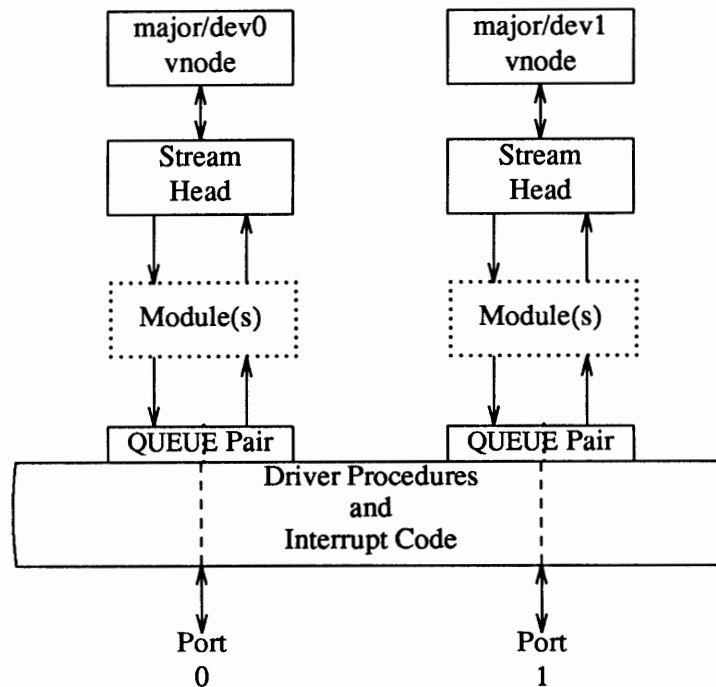 major/dev0
vnode
major/dev1
vnode
Stream
Head
Stream
Head
Module(s)
Module(s)
QUEUE Pair
QUEUE Pair
Driver Procedures
and
Interrupt Code
Port
0
Port
1